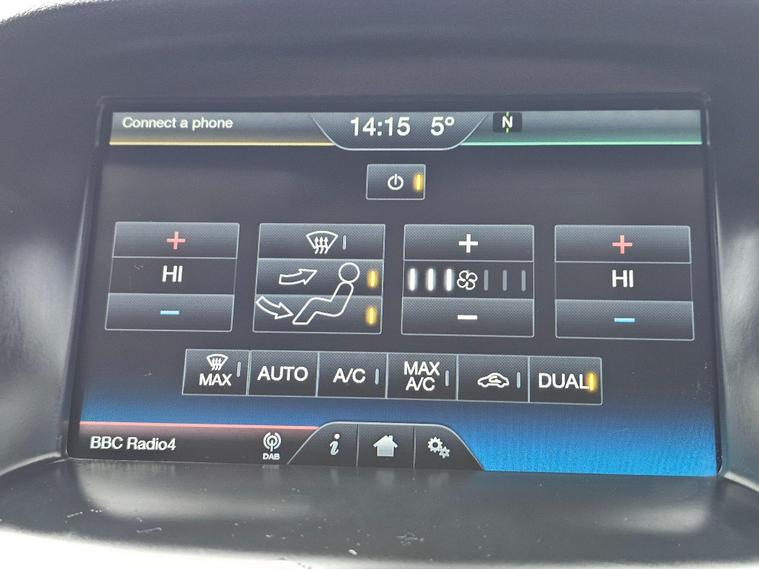 Connect a phone
14:15 5° N
+ + +
HI HI
− − −
MAX AUTO A/C MAX A/C DUAL
BBC Radio4 DAB i